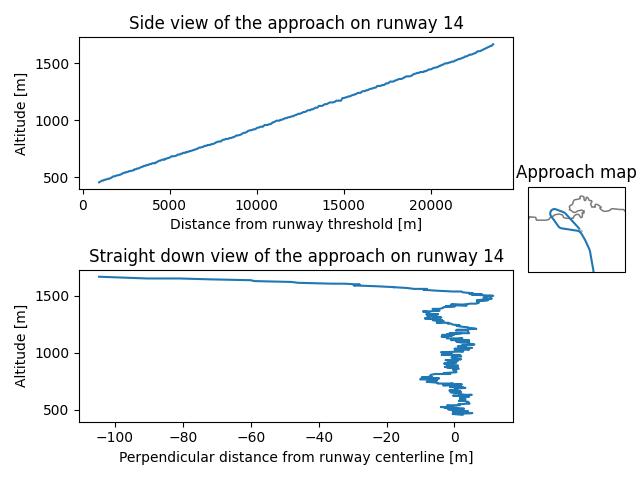 Side view of the approach on runway 14
1500
1000
500
Altitude [m]
0 5000 10000 15000 20000
Distance from runway threshold [m]
Approach map
Straight down view of the approach on runway 14
1500
1000
500
Altitude [m]
−100 −80 −60 −40 −20 0
Perpendicular distance from runway centerline [m]